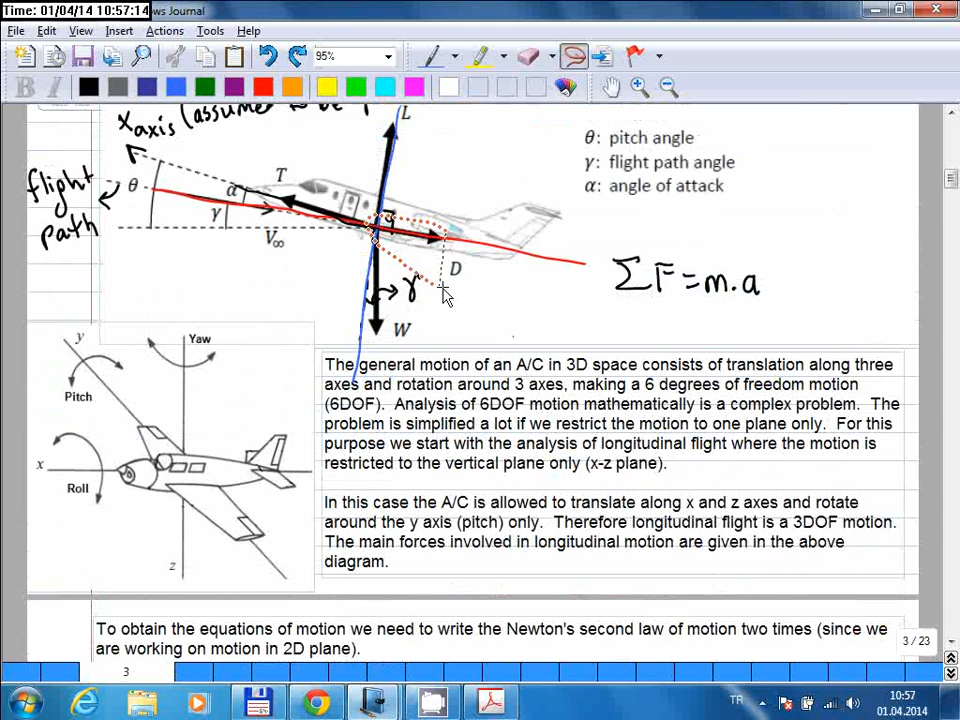 Time: 01/04/14 10:57:14
ows Journal
File Edit View Insert Actions Tools Help
95%
B I
x axis (assume to be
L
θ: pitch angle
γ: flight path angle
α: angle of attack
flight
path
θ
α
T
γ
V∞
D
γ
W
ΣF=m.a
y
Yaw
Pitch
x
Roll
z
The general motion of an A/C in 3D space consists of translation along three
axes and rotation around 3 axes, making a 6 degrees of freedom motion
(6DOF). Analysis of 6DOF motion mathematically is a complex problem. The
problem is simplified a lot if we restrict the motion to one plane only. For this
purpose we start with the analysis of longitudinal flight where the motion is
restricted to the vertical plane only (x-z plane).
In this case the A/C is allowed to translate along x and z axes and rotate
around the y axis (pitch) only. Therefore longitudinal flight is a 3DOF motion.
The main forces involved in longitudinal motion are given in the above
diagram.
To obtain the equations of motion we need to write the Newton's second law of motion two times (since we
are working on motion in 2D plane).
3 / 23
3
TR
10:57
01.04.2014